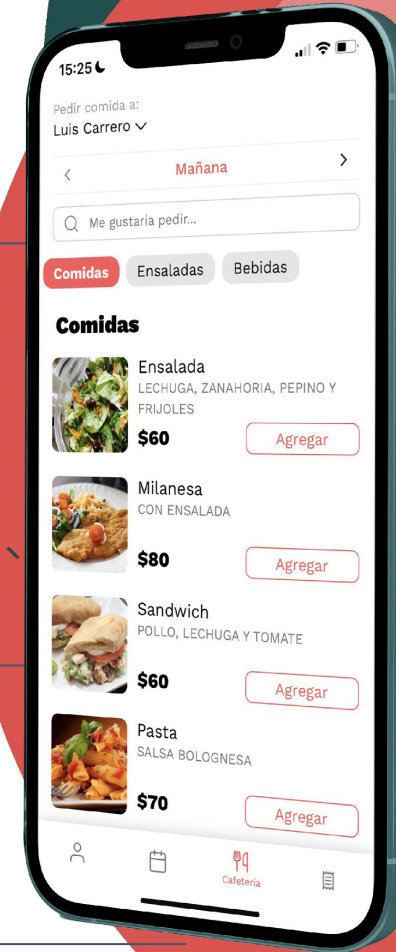 15:25
Pedir comida a:
Luis Carrero
Mañana
Me gustaría pedir...
Comidas Ensaladas Bebidas
Comidas
Ensalada
LECHUGA, ZANAHORIA, PEPINO Y
FRIJOLES
$60 Agregar
Milanesa
CON ENSALADA
$80 Agregar
Sandwich
POLLO, LECHUGA Y TOMATE
$60 Agregar
Pasta
SALSA BOLOGNESA
$70 Agregar
Cafetería